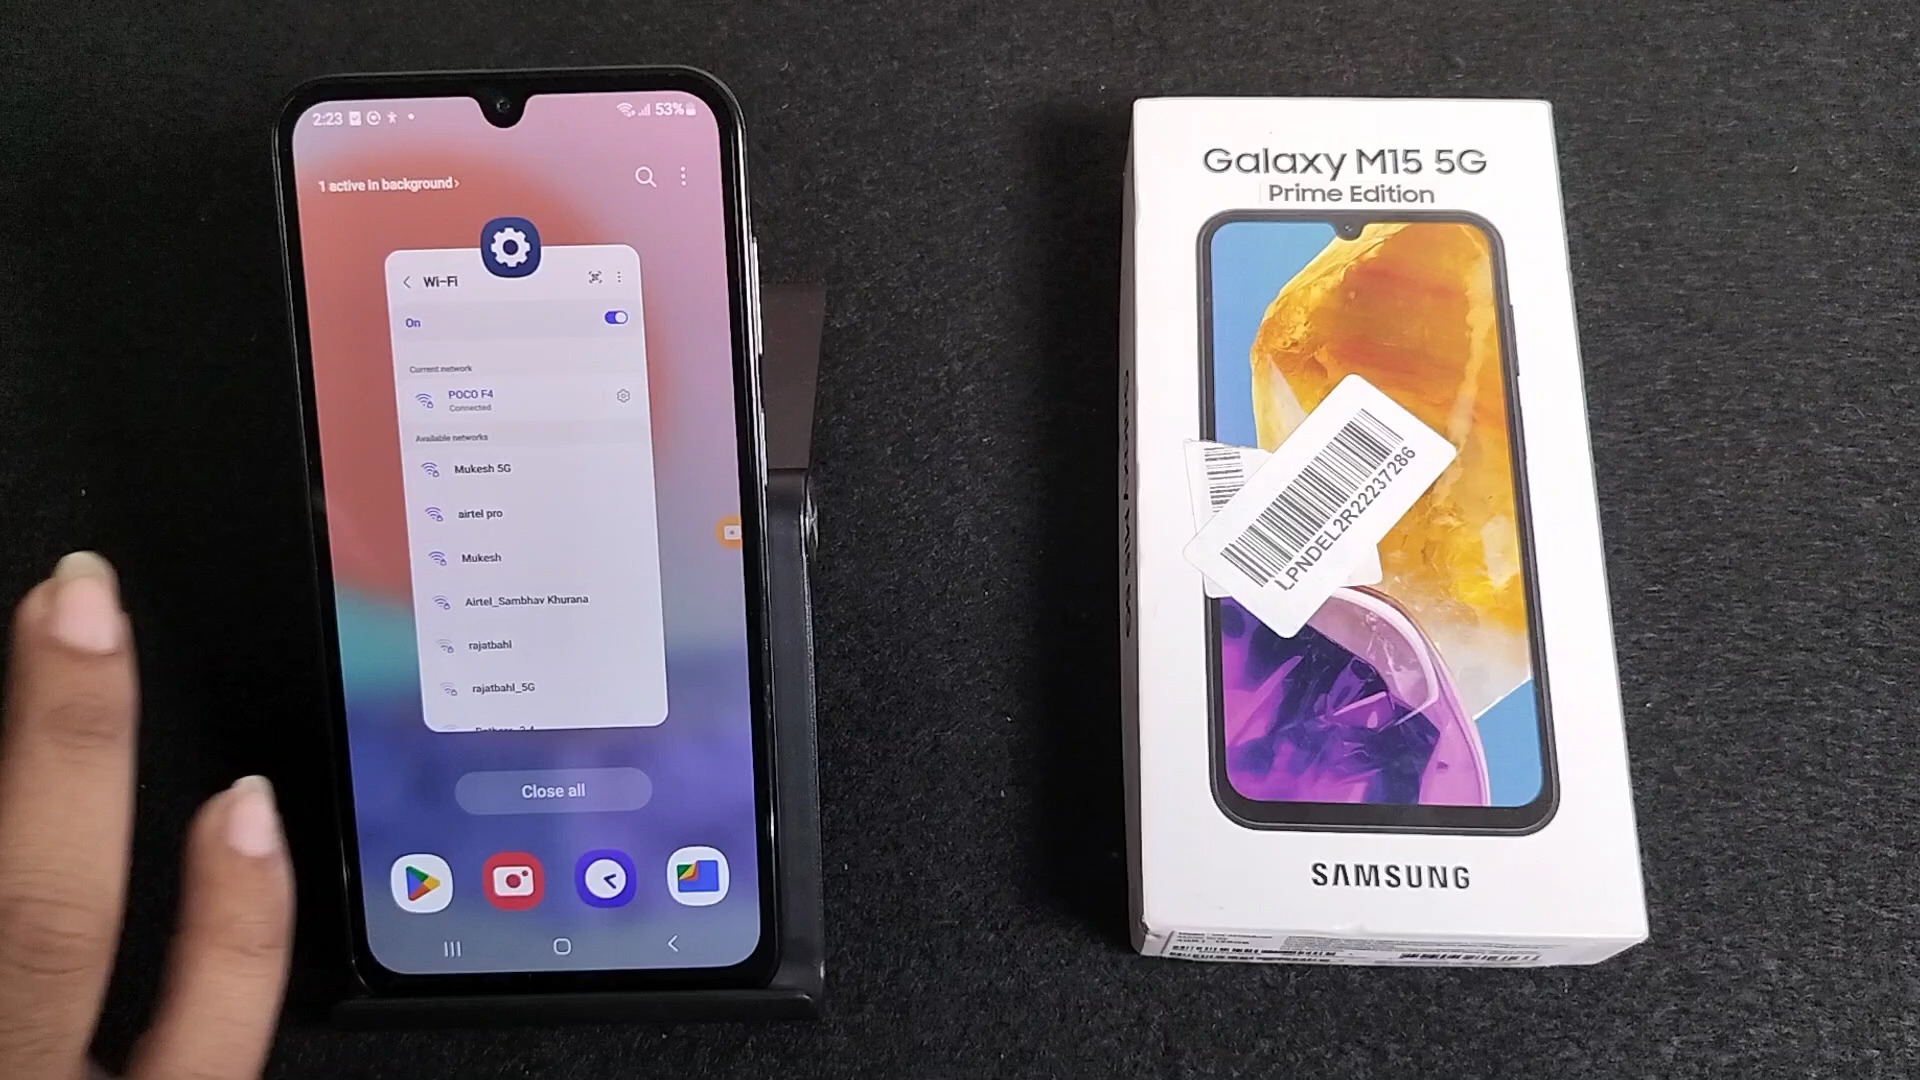 2:23
53%
1 active in background ›
Wi-Fi
On
Current network
POCO F4
Connected
Available networks
Mukesh 5G
airtel pro
Mukesh
Airtel_Sambhav Khurana
rajatbahl
rajatbahl_5G
Close all
Galaxy M15 5G
Prime Edition
LPNDEL2R22237286
SAMSUNG